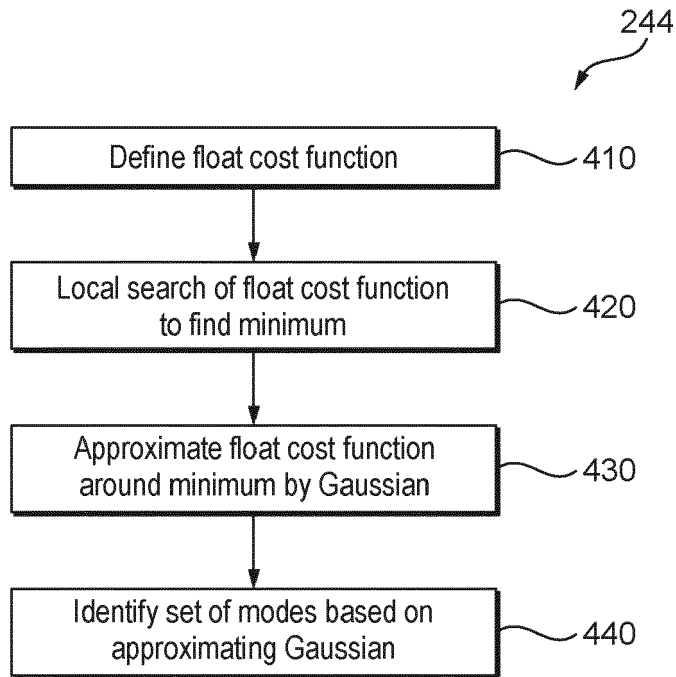 244
Define float cost function
410
Local search of float cost function
to find minimum
420
Approximate float cost function
around minimum by Gaussian
430
Identify set of modes based on
approximating Gaussian
440